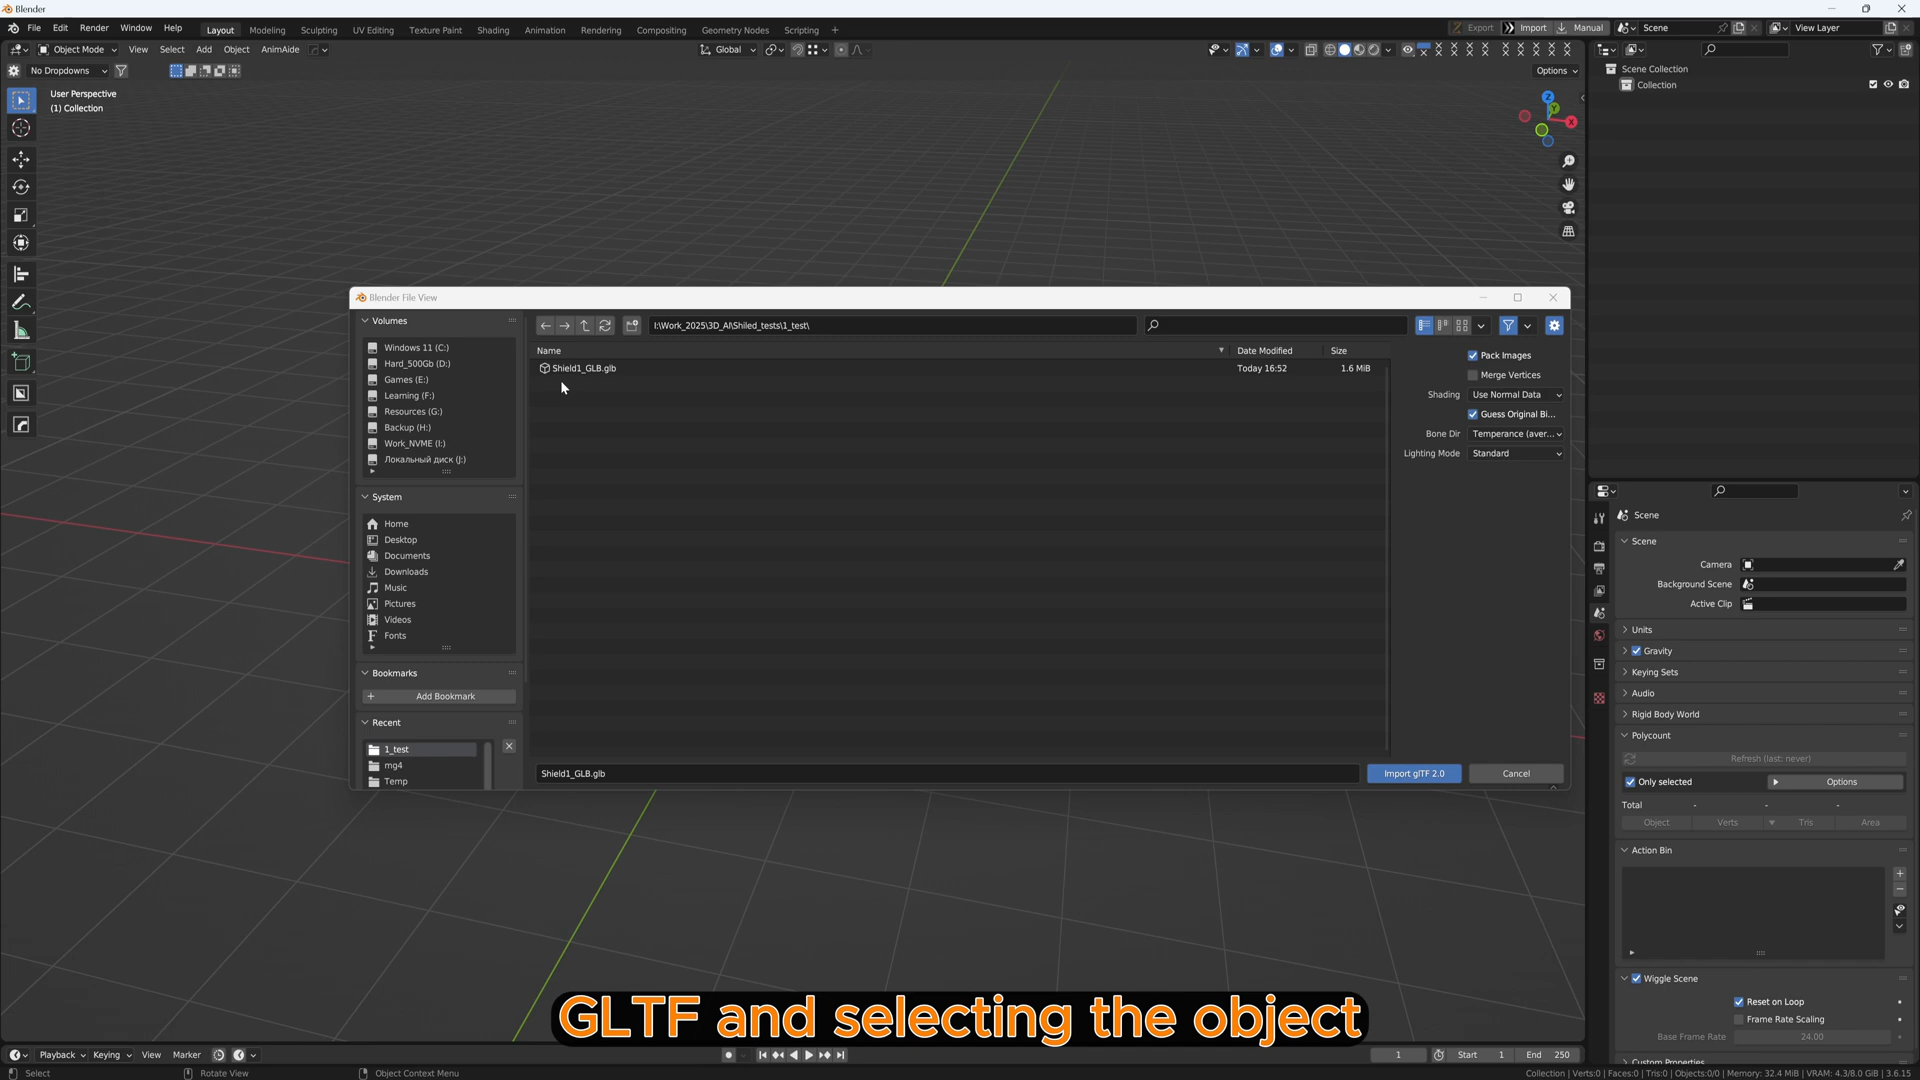 Blender
File Edit Render Window Help Layout Modeling Sculpting UV Editing Texture Paint Shading Animation Rendering Compositing Geometry Nodes Scripting + Export Import Manual Scene View Layer
Object Mode View Select Add Object AnimAide Global
No Dropdowns Options
User Perspective
(1) Collection
Z
Y
X
Scene Collection
Collection
Blender File View
Volumes
Windows 11 (C:)
Hard_500Gb (D:)
Games (E:)
Learning (F:)
Resources (G:)
Backup (H:)
Work_NVME (I:)
Локальный диск (J:)
System
Home
Desktop
Documents
Downloads
Music
Pictures
Videos
Fonts
Bookmarks
Add Bookmark
Recent
1_test
mg4
Temp
I:\Work_2025\3D_AI\Shiled_tests\1_test\
Name Date Modified Size
Shield1_GLB.glb Today 16:52 1.6 MiB
Pack Images
Merge Vertices
Shading Use Normal Data
Guess Original Bi...
Bone Dir Temperance (aver...
Lighting Mode Standard
Shield1_GLB.glb Import glTF 2.0 Cancel
Scene
Scene
Camera
Background Scene
Active Clip
Units
Gravity
Keying Sets
Audio
Rigid Body World
Polycount
Refresh (last: never)
Only selected Options
Total - - -
Object Verts Tris Area
Action Bin
Wiggle Scene
Reset on Loop
Frame Rate Scaling
Base Frame Rate 24.00
Custom Properties
GLTF and selecting the object
Playback Keying View Marker 1 Start 1 End 250
Select Rotate View Object Context Menu Collection | Verts:0 | Faces:0 | Tris:0 | Objects:0/0 | Memory: 32.4 MiB | VRAM: 4.3/8.0 GiB | 3.6.15